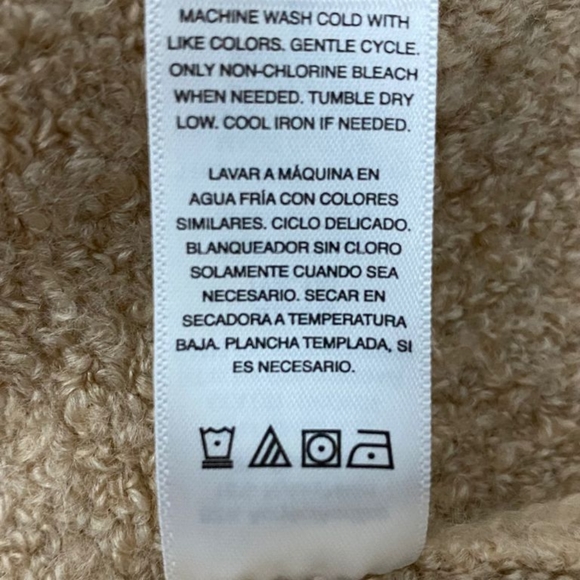 MACHINE WASH COLD WITH
LIKE COLORS. GENTLE CYCLE.
ONLY NON-CHLORINE BLEACH
WHEN NEEDED. TUMBLE DRY
LOW. COOL IRON IF NEEDED.
LAVAR A MÁQUINA EN
AGUA FRÍA CON COLORES
SIMILARES. CICLO DELICADO.
BLANQUEADOR SIN CLORO
SOLAMENTE CUANDO SEA
NECESARIO. SECAR EN
SECADORA A TEMPERATURA
BAJA. PLANCHA TEMPLADA, SI
ES NECESARIO.